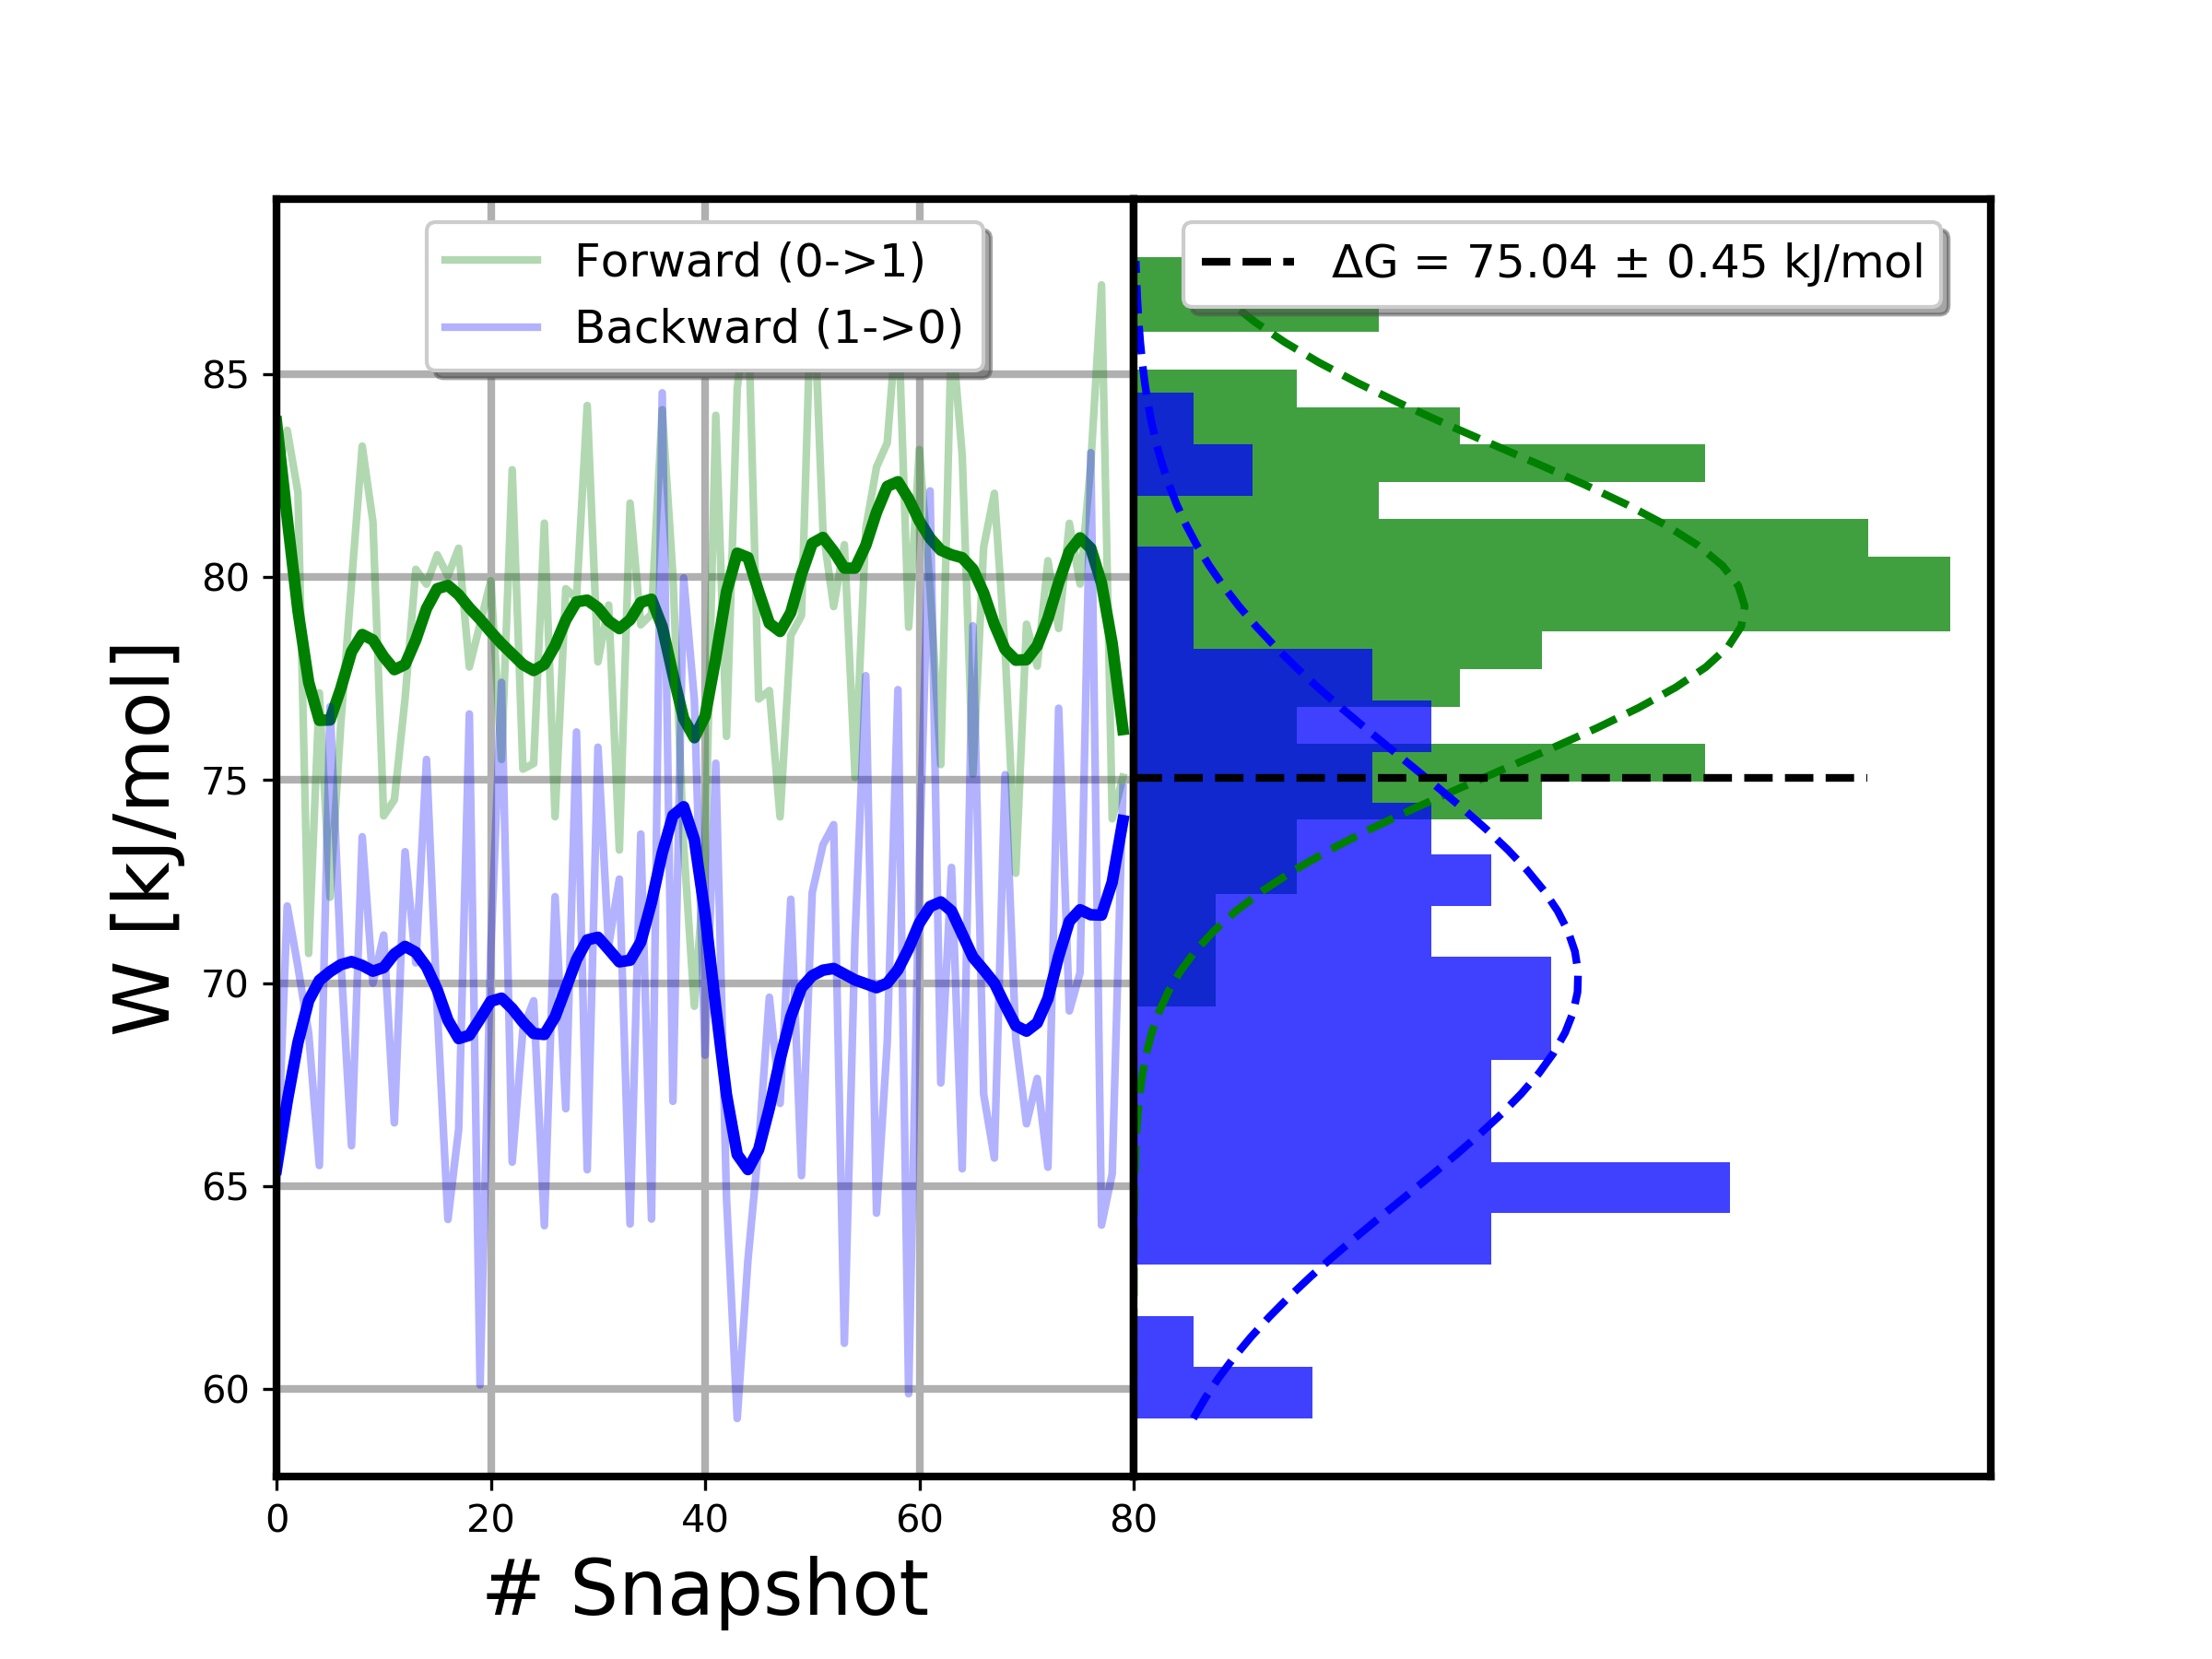 Forward (0->1)
Backward (1->0)
ΔG = 75.04 ± 0.45 kJ/mol
W [kJ/mol]
85
80
75
70
65
60
0 20 40 60 80
# Snapshot